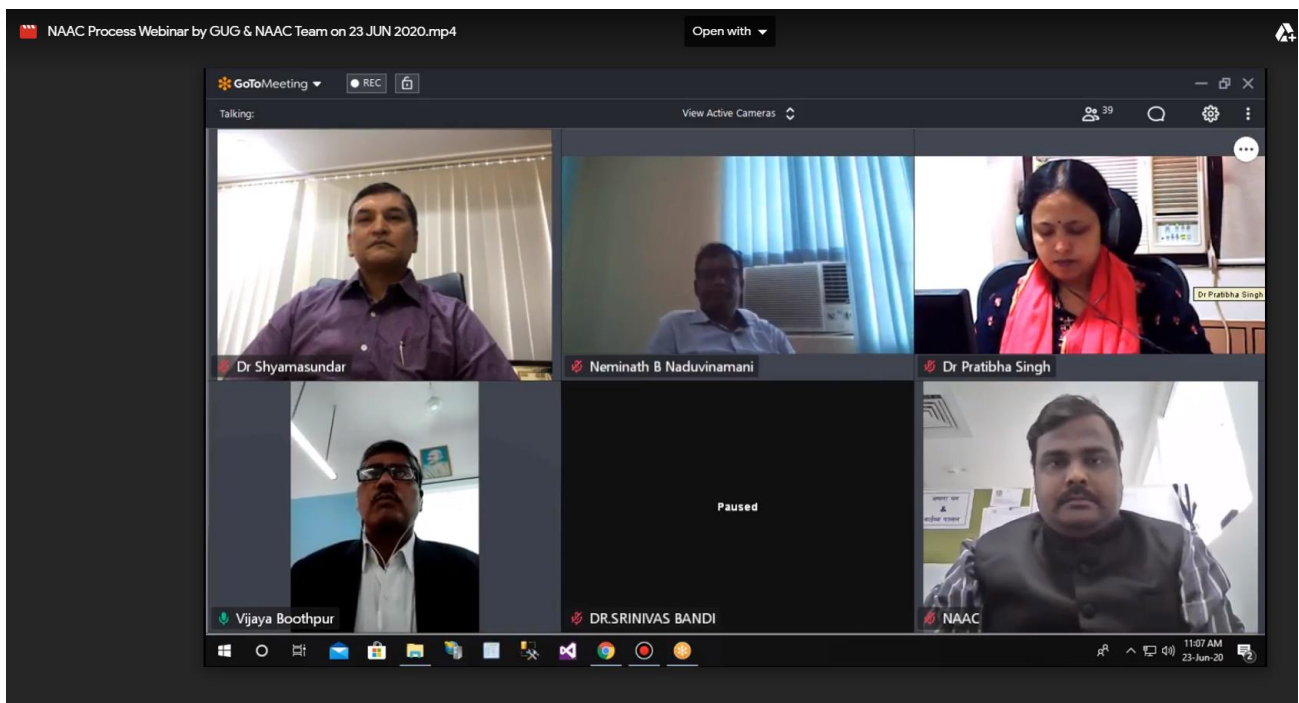 NAAC Process Webinar by GUG & NAAC Team on 23 JUN 2020.mp4
Open with
GoToMeeting
REC
Talking:
View Active Cameras
39
Dr Shyamasundar
Neminath B Naduvinamani
Dr Pratibha Singh
Dr Pratibha Singh
Vijaya Boothpur
Paused
DR.SRINIVAS BANDI
NAAC
11:07 AM
23-Jun-20
2